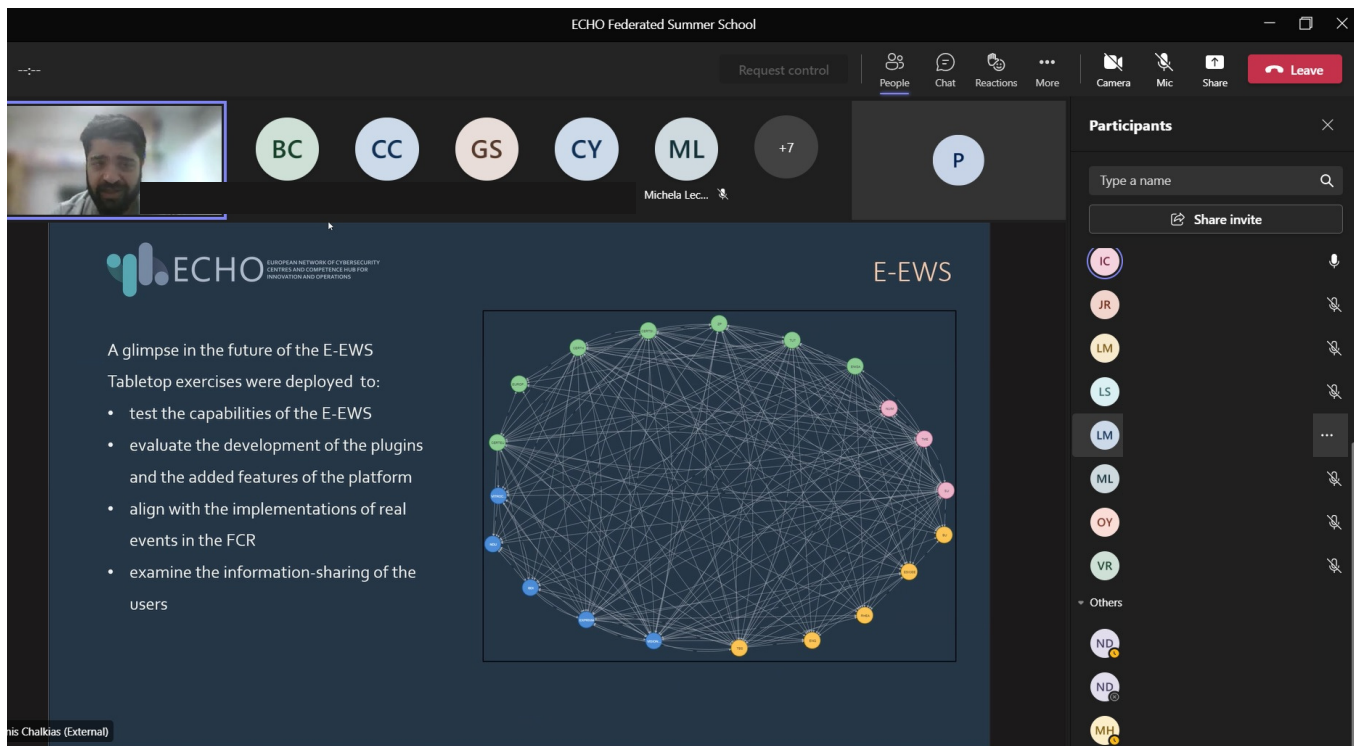 ECHO Federated Summer School
--:--
Request control
People
Chat
Reactions
More
Camera
Mic
Share
Leave
BC
CC
GS
CY
ML
+7
P
Michela Lec...
Participants
Type a name
Share invite
IC
JR
LM
LS
LM
ML
OY
VR
Others
ND
ND
MH
ECHO
EUROPEAN NETWORK OF CYBERSECURITY
CENTRES AND COMPETENCE HUB FOR
INNOVATION AND OPERATIONS
E-EWS
A glimpse in the future of the E-EWS
Tabletop exercises were deployed to:
• test the capabilities of the E-EWS
• evaluate the development of the plugins
and the added features of the platform
• align with the implementations of real
events in the FCR
• examine the information-sharing of the
users
nis Chalkias (External)